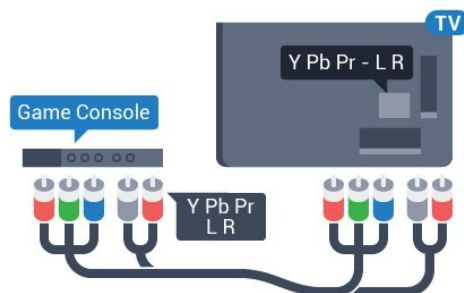 TV
Y Pb Pr - L R
Game Console
Y Pb Pr
L R